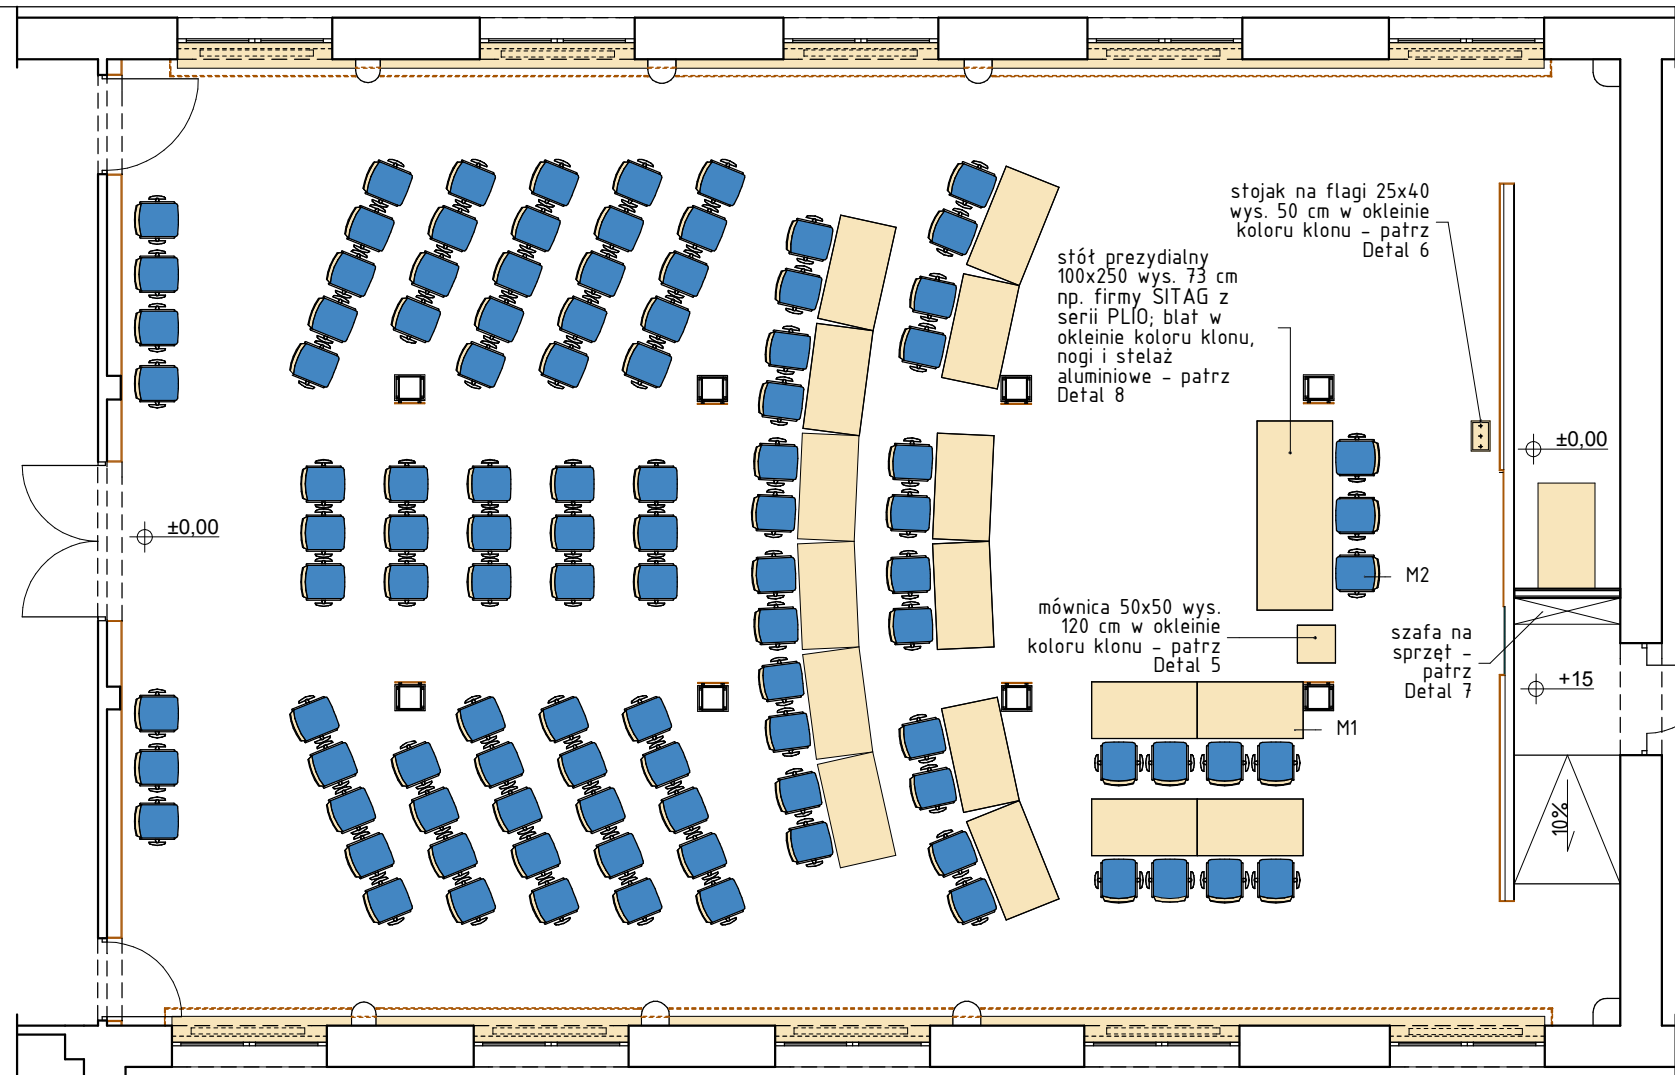 stojak na flagi 25x40
wys. 50 cm w okleinie
koloru klonu - patrz
Detal 6
stół prezydialny
100x250 wys. 73 cm
np. firmy SITAG z
serii PLIO; blat w
okleinie koloru klonu,
nogi i stelaż
aluminiowe - patrz
Detal 8
±0,00
±0,00
M2
mównica 50x50 wys.
120 cm w okleinie
koloru klonu - patrz
Detal 5
szafa na
sprzęt -
patrz
Detal 7
+15
M1
10%